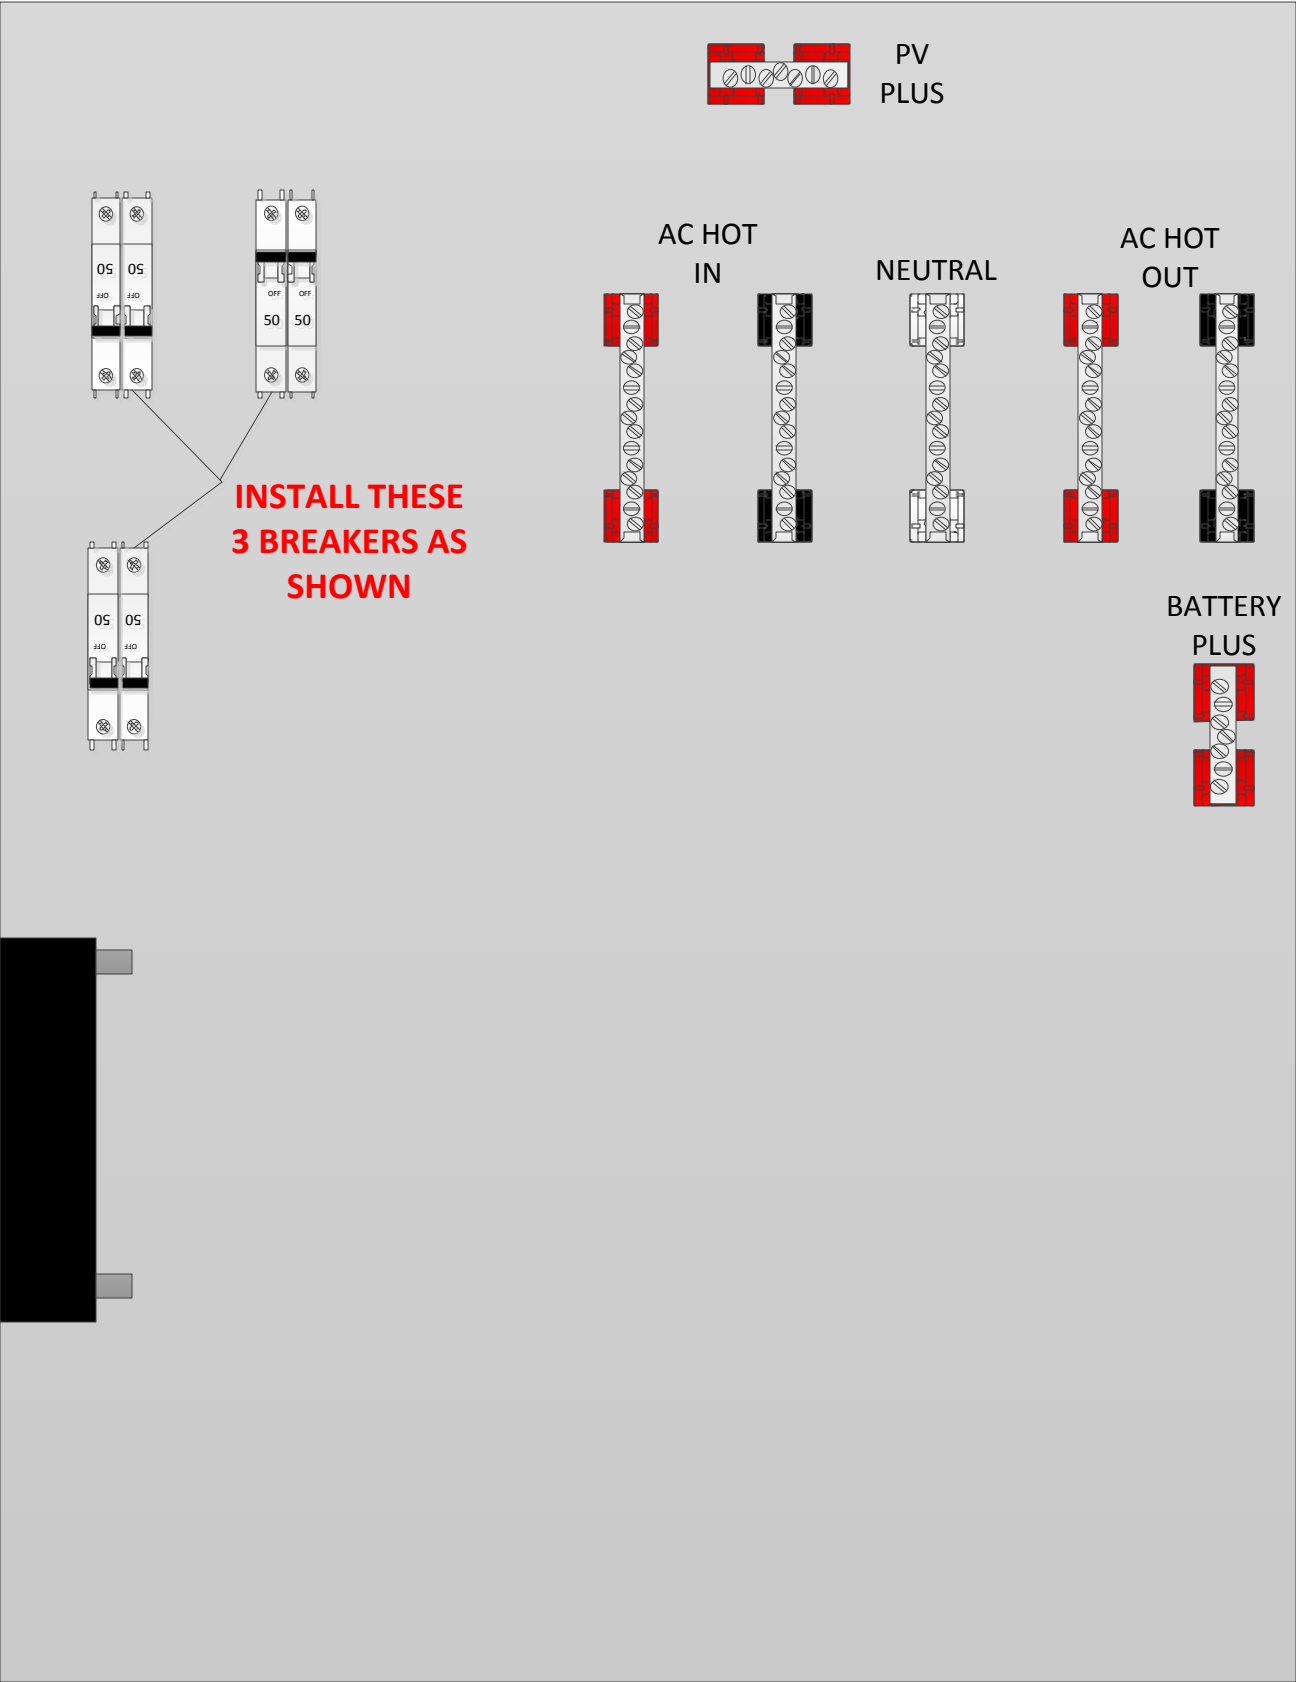 PV
PLUS
AC HOT
IN
NEUTRAL
AC HOT
OUT
50 50
OFF OFF
OFF OFF
50 50
INSTALL THESE
3 BREAKERS AS
SHOWN
50 50
OFF OFF
BATTERY
PLUS